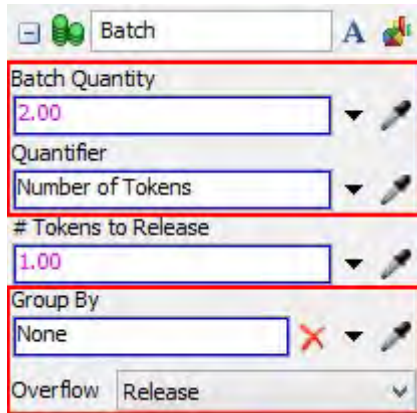 Batch A
Batch Quantity
2.00
Quantifier
Number of Tokens
# Tokens to Release
1.00
Group By
None
Overflow Release